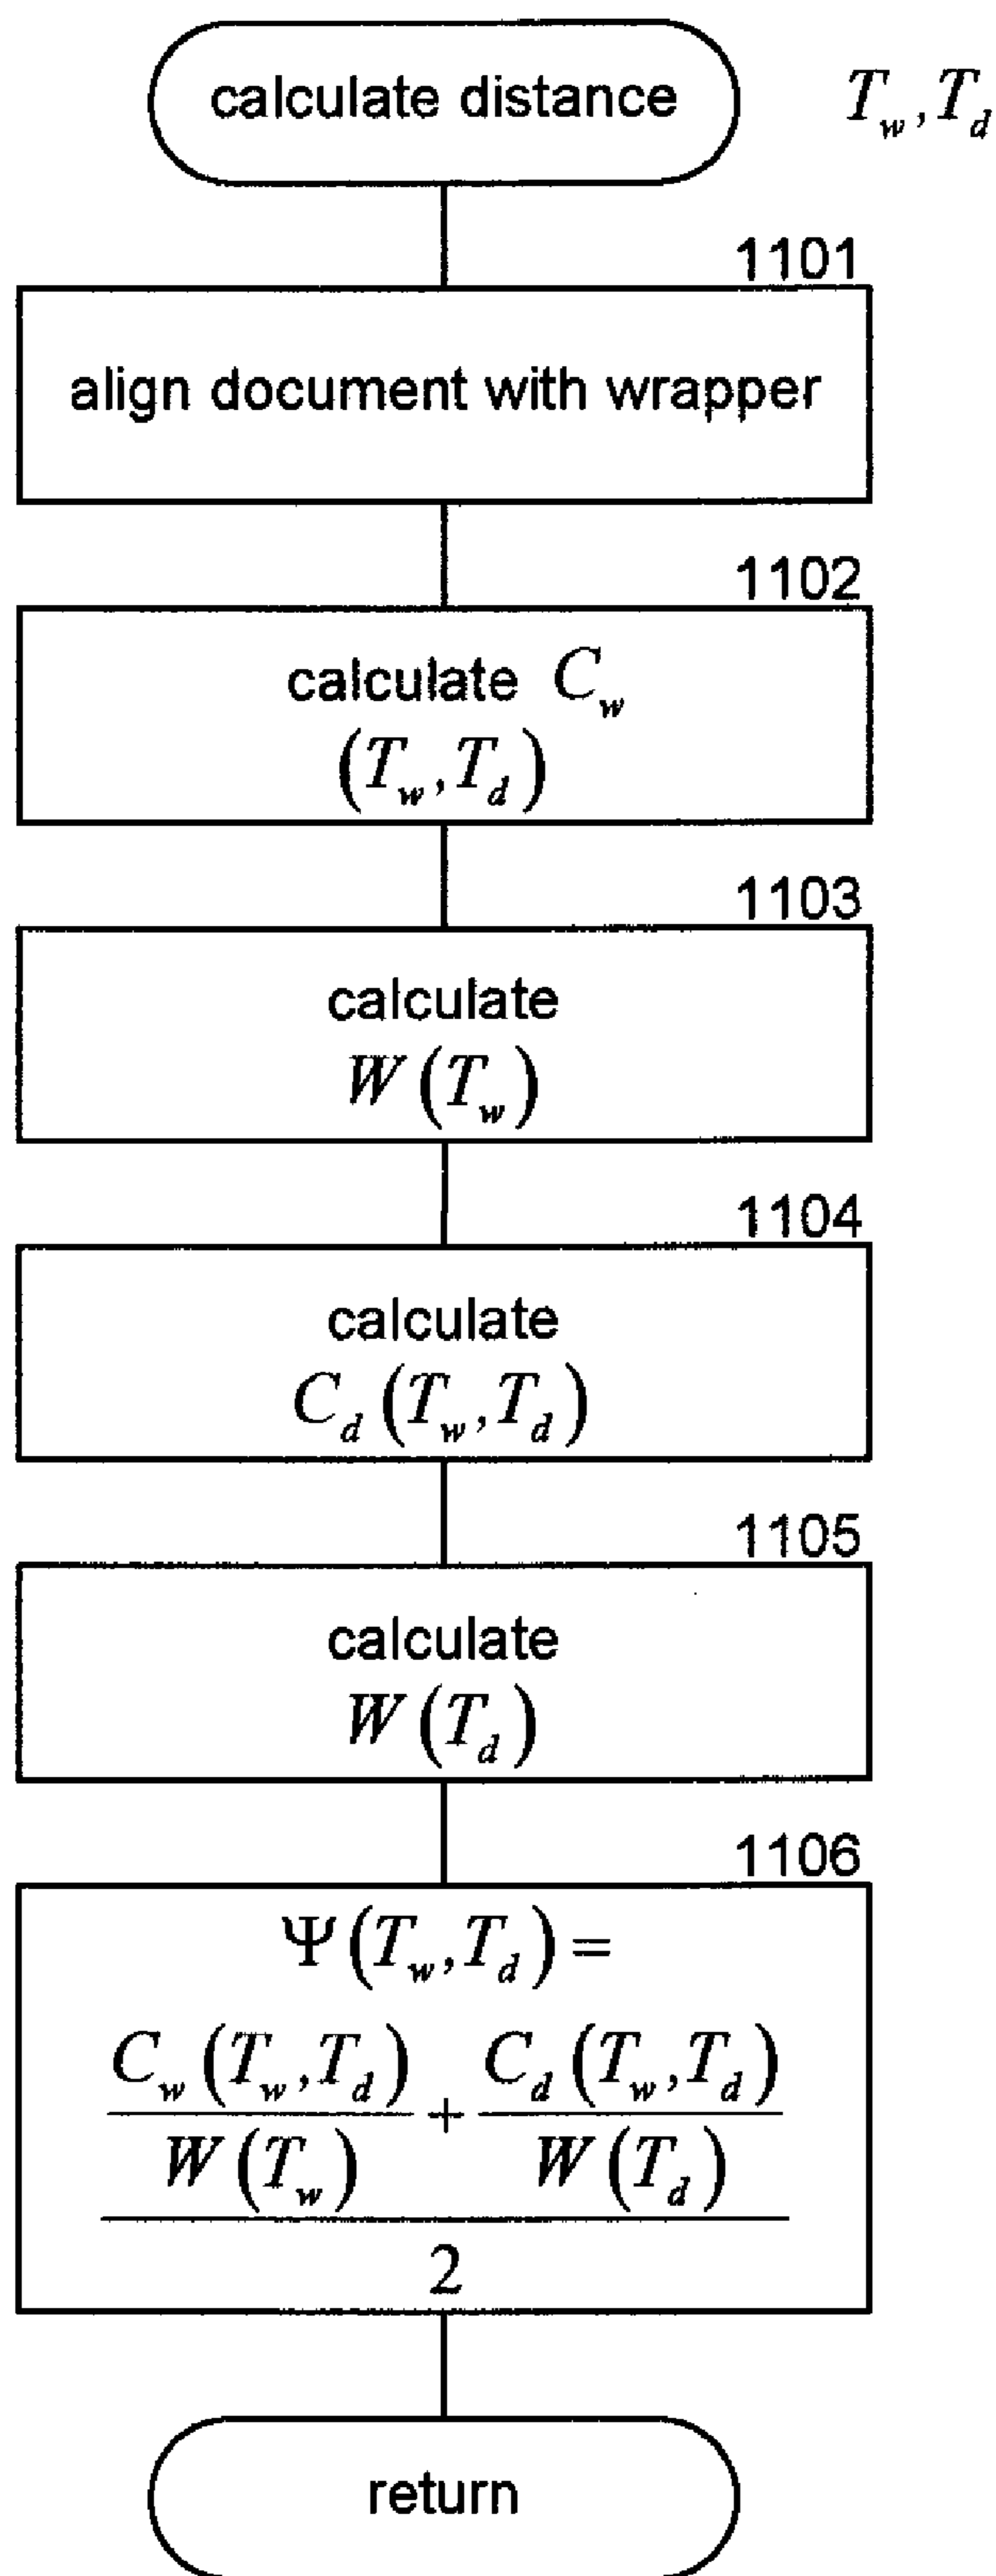 calculate distance T_w, T_d
1101
align document with wrapper
1102
calculate C_w
(T_w, T_d)
1103
calculate
W(T_w)
1104
calculate
C_d(T_w, T_d)
1105
calculate
W(T_d)
1106
Ψ(T_w, T_d) =
C_w(T_w, T_d) + C_d(T_w, T_d)
W(T_w) W(T_d)
2
return